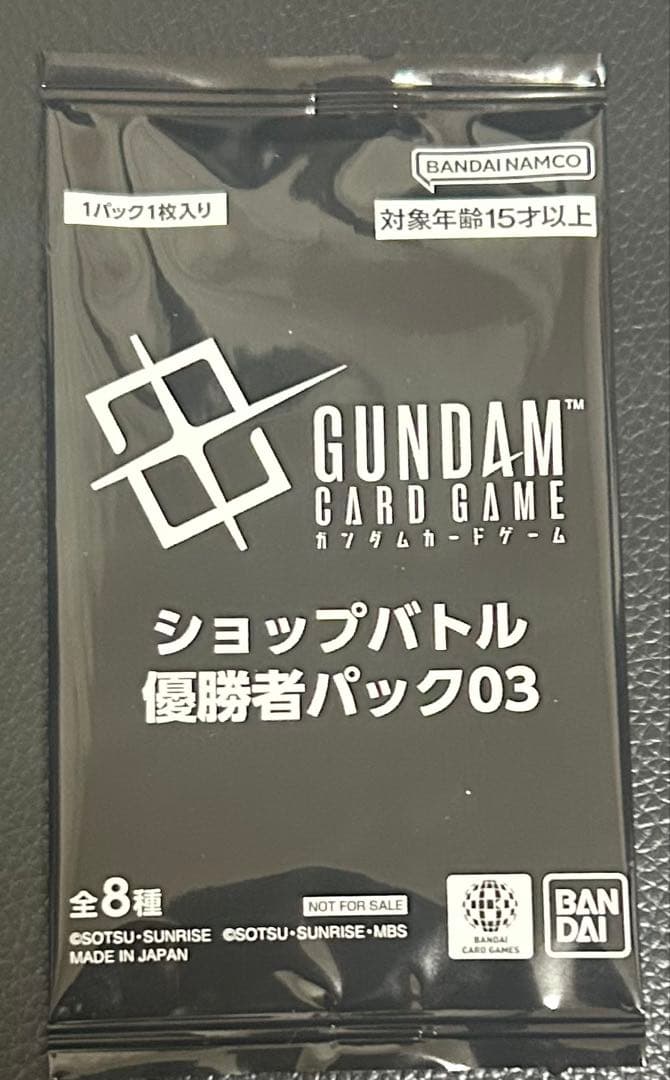 BANDAI NAMCO
1パック1枚入り
対象年齢15才以上
GUNDAM™
CARD GAME
ガンダムカードゲーム
ショップバトル
優勝者パック03
全8種
NOT FOR SALE
©SOTSU・SUNRISE ©SOTSU・SUNRISE・MBS
MADE IN JAPAN
BANDAI
CARD GAMES
BAN
DAI